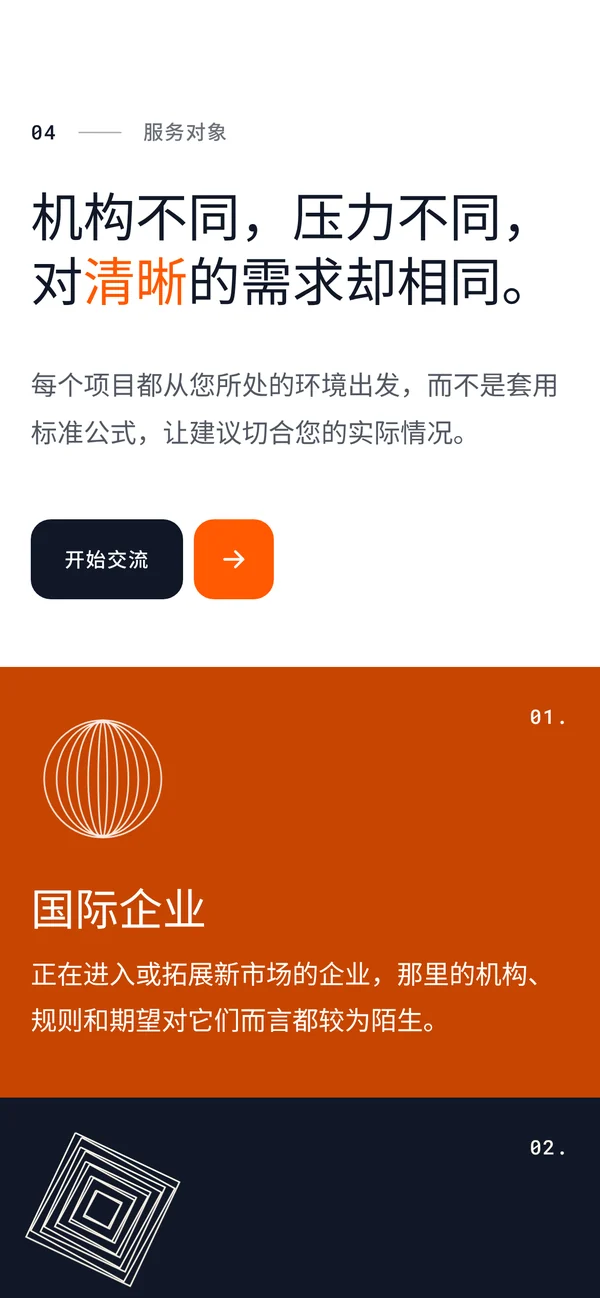 04 服务对象
机构不同，压力不同，
对清晰的需求却相同。
每个项目都从您所处的环境出发，而不是套用
标准公式，让建议切合您的实际情况。
开始交流
01.
国际企业
正在进入或拓展新市场的企业，那里的机构、
规则和期望对它们而言都较为陌生。
02.